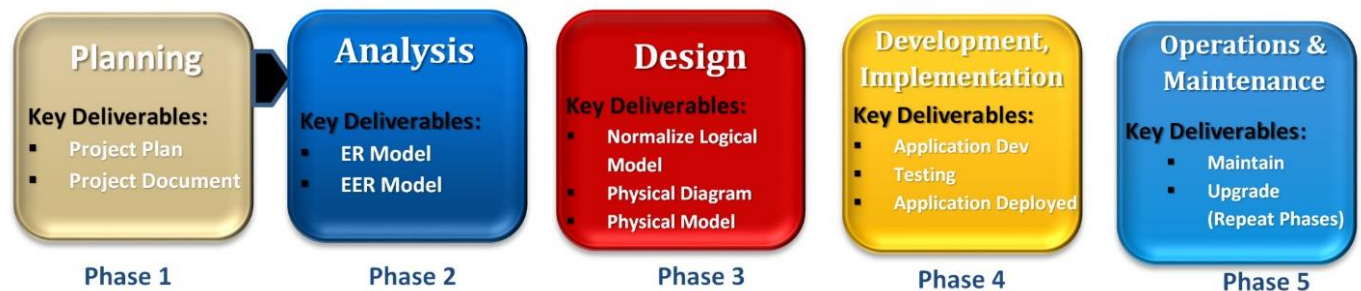 Planning
Key Deliverables:
▪ Project Plan
▪ Project Document
Phase 1
Analysis
Key Deliverables:
▪ ER Model
▪ EER Model
Phase 2
Design
Key Deliverables:
▪ Normalize Logical
Model
▪ Physical Diagram
▪ Physical Model
Phase 3
Development,
Implementation
Key Deliverables:
▪ Application Dev
▪ Testing
▪ Application Deployed
Phase 4
Operations &
Maintenance
Key Deliverables:
▪ Maintain
▪ Upgrade
(Repeat Phases)
Phase 5